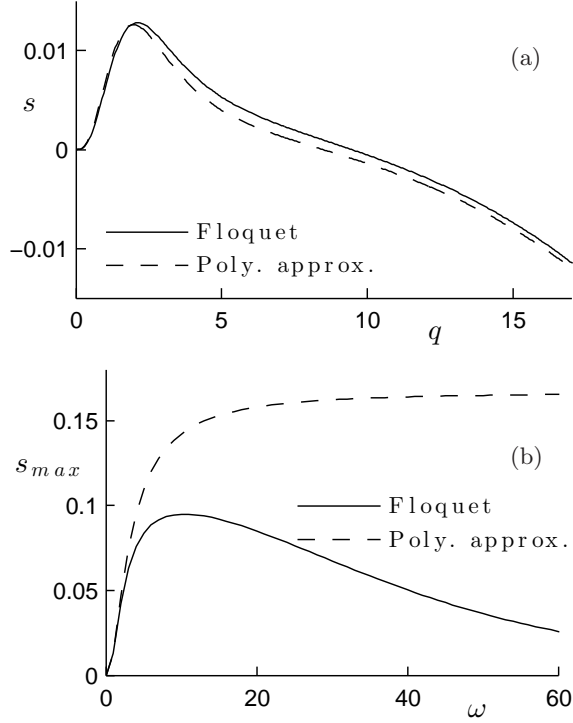 0.01
(a)
s
0
Floquet
−0.01
Poly. approx.
0 5 10 15
q
0.15
s_max
(b)
0.1
Floquet
Poly. approx.
0.05
0
0 20 40 60
ω